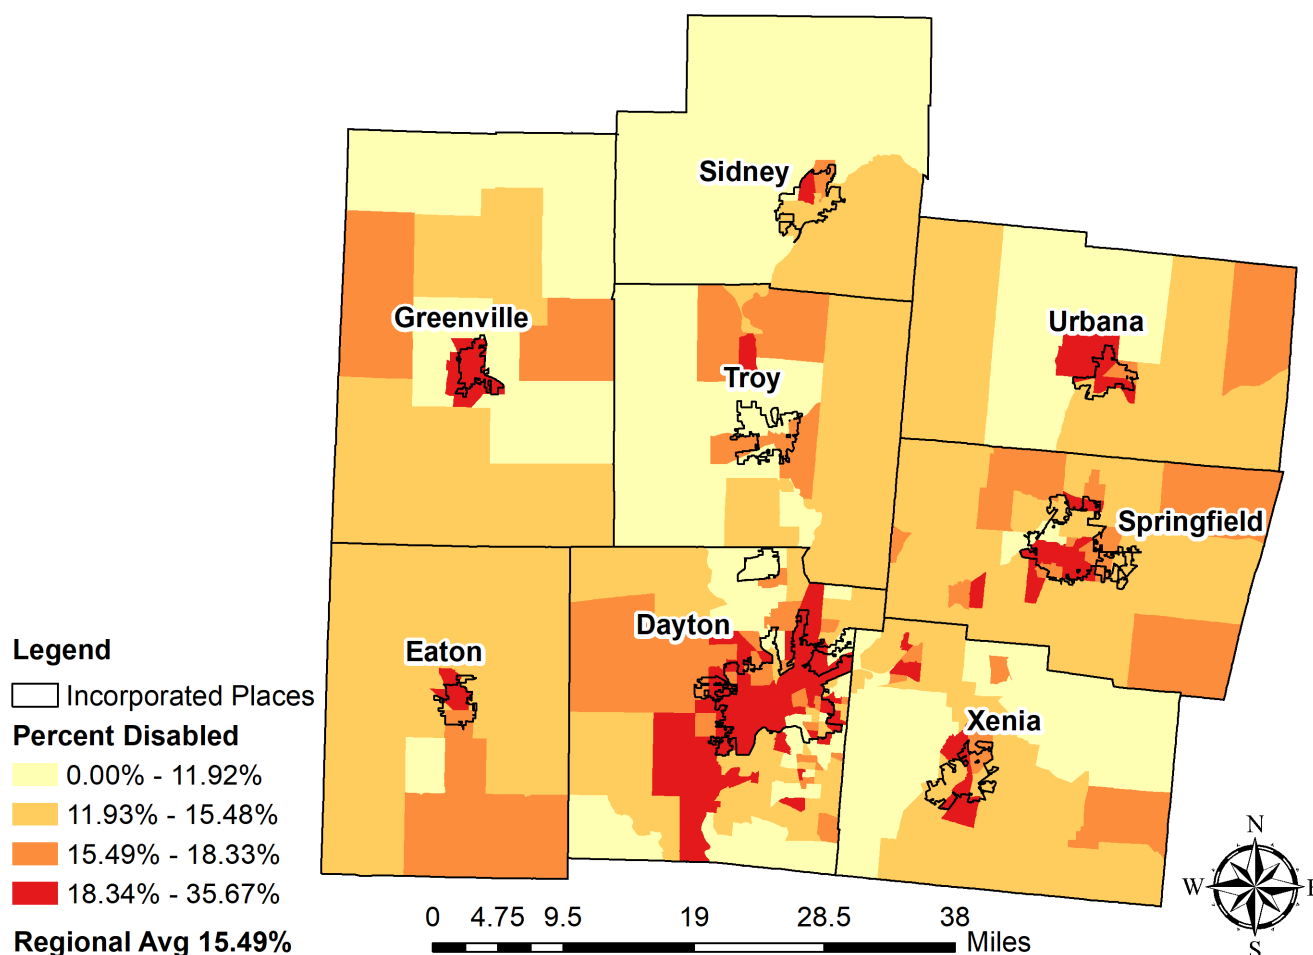 Sidney
Greenville
Urbana
Troy
Springfield
Dayton
Eaton
Xenia
Legend
Incorporated Places
Percent Disabled
0.00% - 11.92%
11.93% - 15.48%
15.49% - 18.33%
18.34% - 35.67%
Regional Avg 15.49%
0 4.75 9.5 19 28.5 38
Miles
N
W E
S